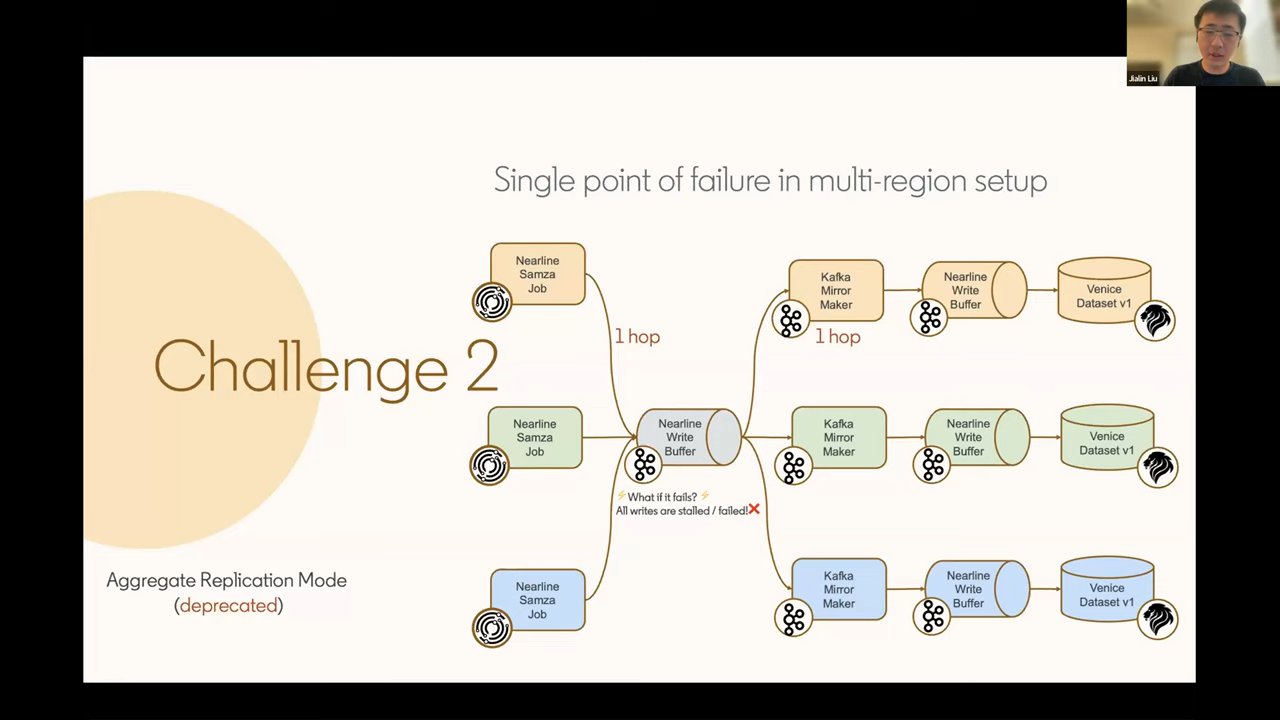 Jialin Liu
Single point of failure in multi-region setup
Challenge 2
Aggregate Replication Mode
(deprecated)
Nearline
Samza
Job
1 hop
Kafka
Mirror
Maker
1 hop
Nearline
Write
Buffer
Venice
Dataset v1
Nearline
Samza
Job
Nearline
Write
Buffer
⚡What if it fails? ⚡
All writes are stalled / failed!❌
Kafka
Mirror
Maker
Nearline
Write
Buffer
Venice
Dataset v1
Nearline
Samza
Job
Kafka
Mirror
Maker
Nearline
Write
Buffer
Venice
Dataset v1